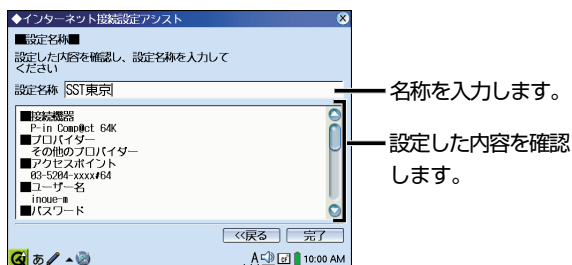 ◆インターネット接続設定アシスト
■設定名称■
設定した内容を確認し、設定名称を入力して
ください
設定名称 SST東京
名称を入力します。
■接続機器
P-in Comp@ct 64K
■プロバイダー
その他のプロバイダー
■アクセスポイント
03-5204-xxxx#64
■ユーザー名
inoue-m
■パスワード
設定した内容を確認
します。
≪戻る 完了
あ A 10:00 AM